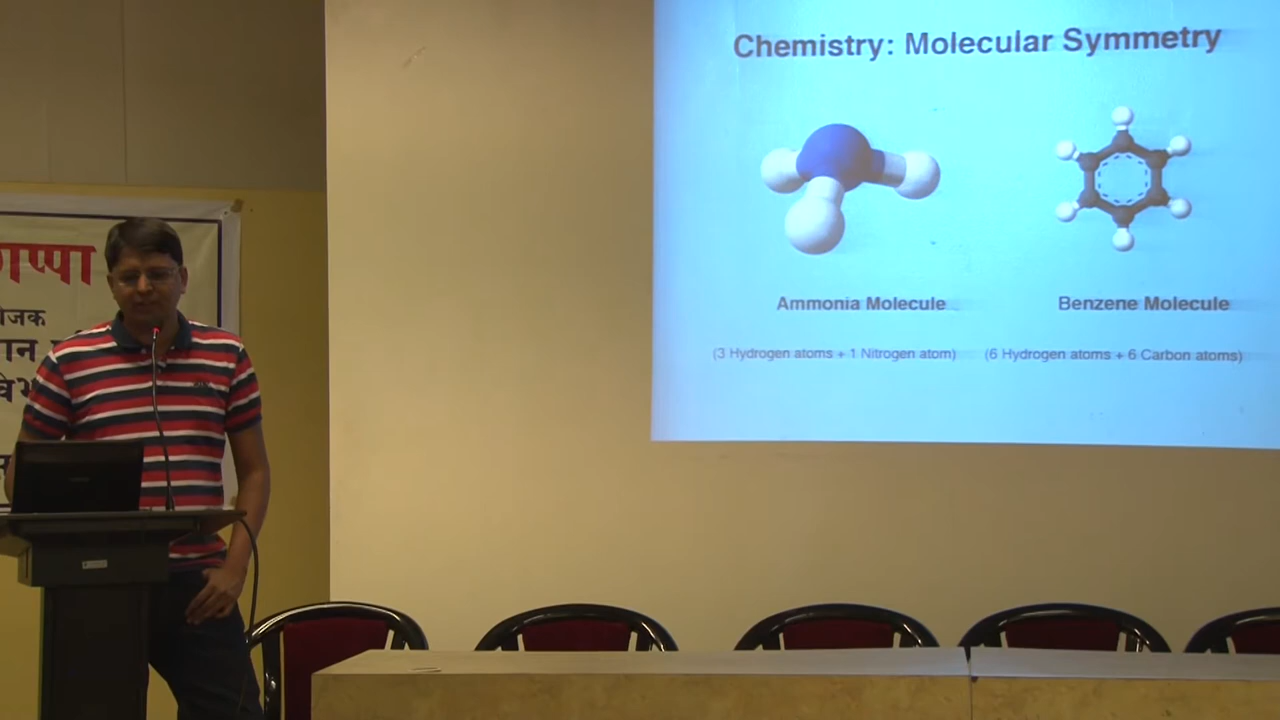 Chemistry: Molecular Symmetry
Ammonia Molecule
Benzene Molecule
(3 Hydrogen atoms + 1 Nitrogen atom)
(6 Hydrogen atoms + 6 Carbon atoms)